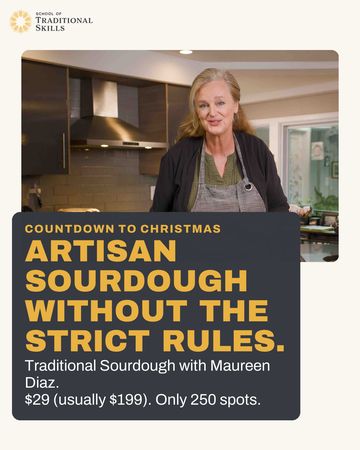 SCHOOL OF
TRADITIONAL
SKILLS
COUNTDOWN TO CHRISTMAS
ARTISAN
SOURDOUGH
WITHOUT THE
STRICT RULES.
Traditional Sourdough with Maureen
Diaz.
$29 (usually $199). Only 250 spots.